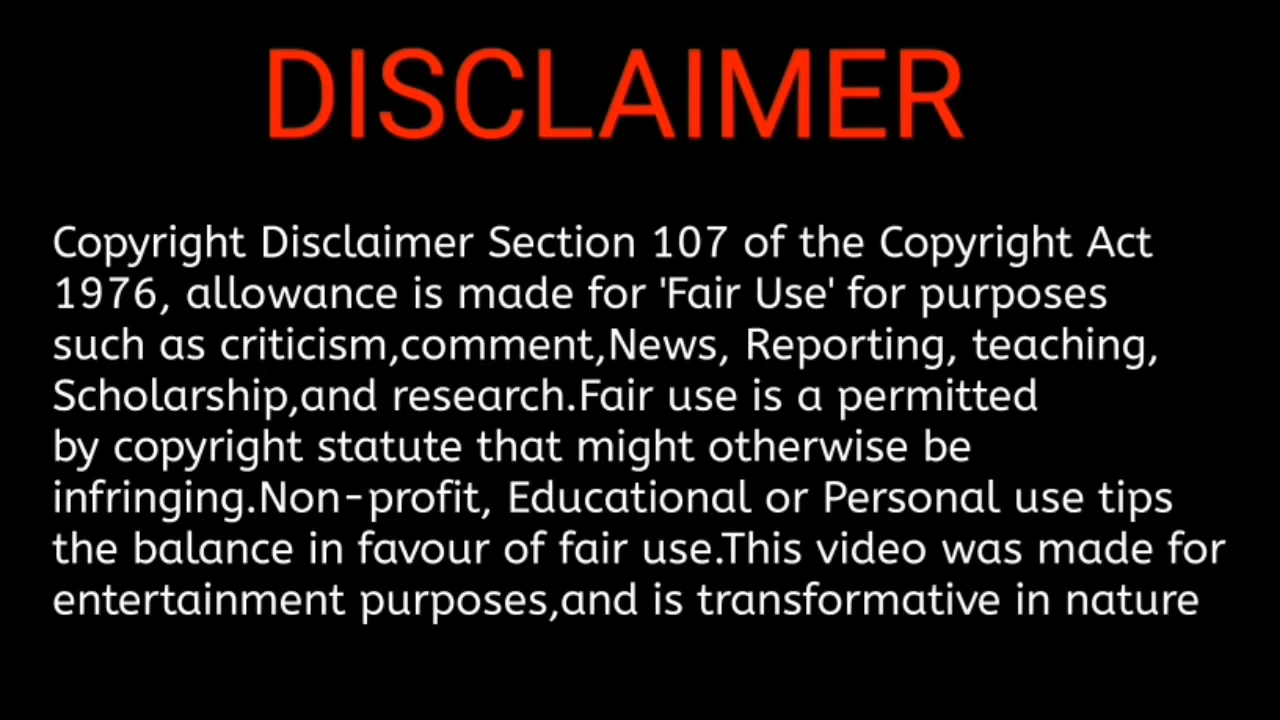 DISCLAIMER
Copyright Disclaimer Section 107 of the Copyright Act
1976, allowance is made for 'Fair Use' for purposes
such as criticism,comment,News, Reporting, teaching,
Scholarship,and research.Fair use is a permitted
by copyright statute that might otherwise be
infringing.Non-profit, Educational or Personal use tips
the balance in favour of fair use.This video was made for
entertainment purposes,and is transformative in nature